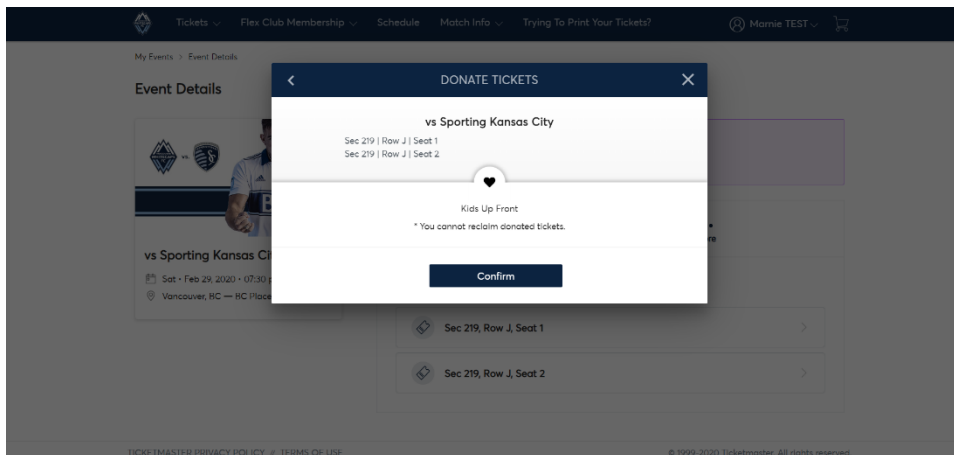 Tickets Flex Club Membership Schedule Match Info Trying To Print Your Tickets? Marnie TEST
My Events > Event Details
Event Details
DONATE TICKETS
vs Sporting Kansas City
Sec 219 | Row J | Seat 1
Sec 219 | Row J | Seat 2
Kids Up Front
* You cannot reclaim donated tickets.
Confirm
vs.
vs Sporting Kansas Ci
Sat • Feb 29, 2020 • 07:30 p
Vancouver, BC — BC Place
Sec 219, Row J, Seat 1
Sec 219, Row J, Seat 2
TICKETMASTER PRIVACY POLICY // TERMS OF USE
© 1999-2020 Ticketmaster. All rights reserved.